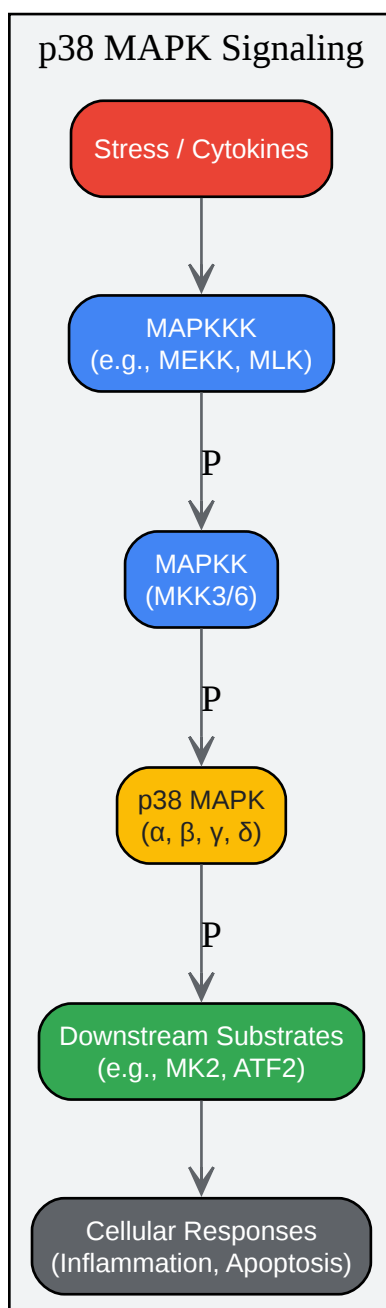 p38 MAPK Signaling
Stress / Cytokines
MAPKKK
(e.g., MEKK, MLK)
P
MAPKK
(MKK3/6)
P
p38 MAPK
(α, β, γ, δ)
P
Downstream Substrates
(e.g., MK2, ATF2)
Cellular Responses
(Inflammation, Apoptosis)